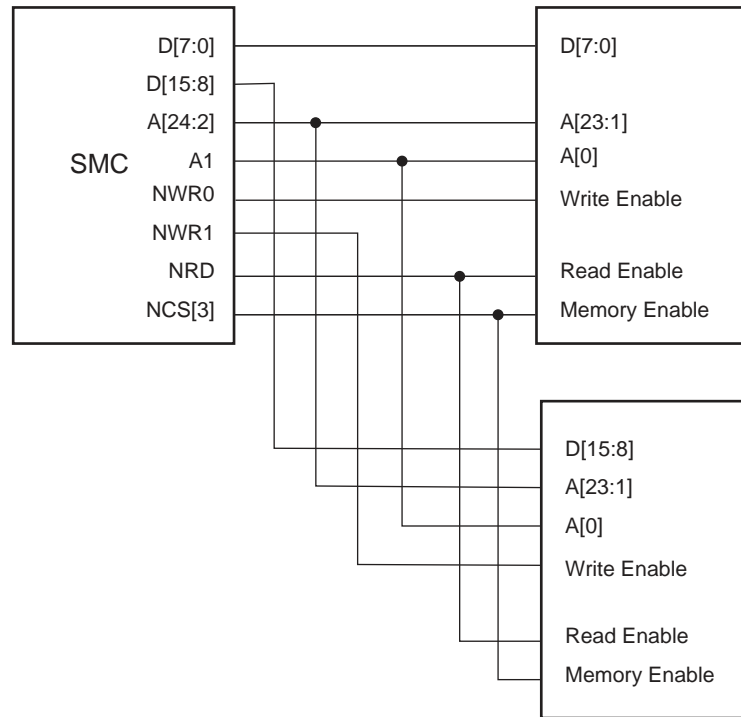 D[7:0]
D[15:8]
A[24:2]
SMC
A1
NWR0
NWR1
NRD
NCS[3]
D[7:0]
A[23:1]
A[0]
Write Enable
Read Enable
Memory Enable
D[15:8]
A[23:1]
A[0]
Write Enable
Read Enable
Memory Enable